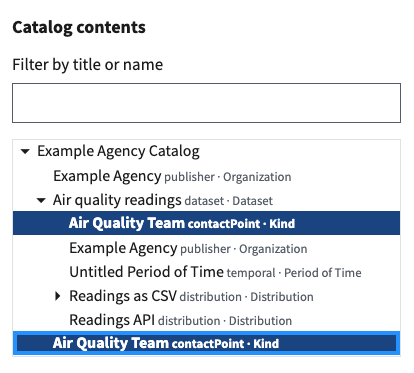 Catalog contents
Filter by title or name
Example Agency Catalog
Example Agency publisher · Organization
Air quality readings dataset · Dataset
Air Quality Team contactPoint · Kind
Example Agency publisher · Organization
Untitled Period of Time temporal · Period of Time
Readings as CSV distribution · Distribution
Readings API distribution · Distribution
Air Quality Team contactPoint · Kind